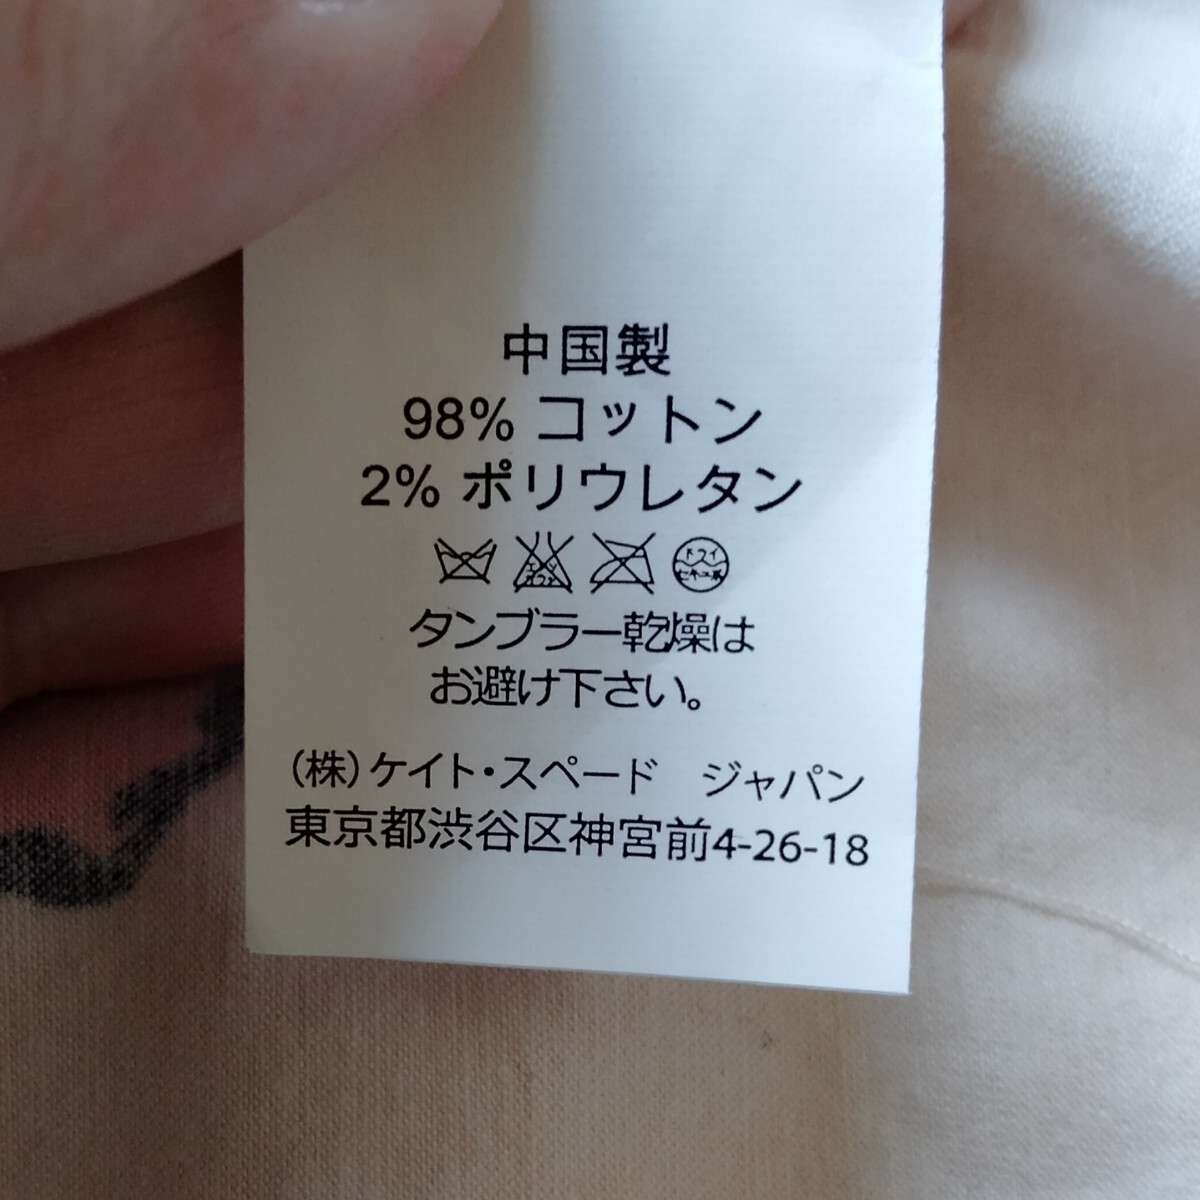 中国製
98% コットン
2% ポリウレタン
タンブラー乾燥は
お避け下さい。
(株)ケイト・スペード ジャパン
東京都渋谷区神宮前4-26-18